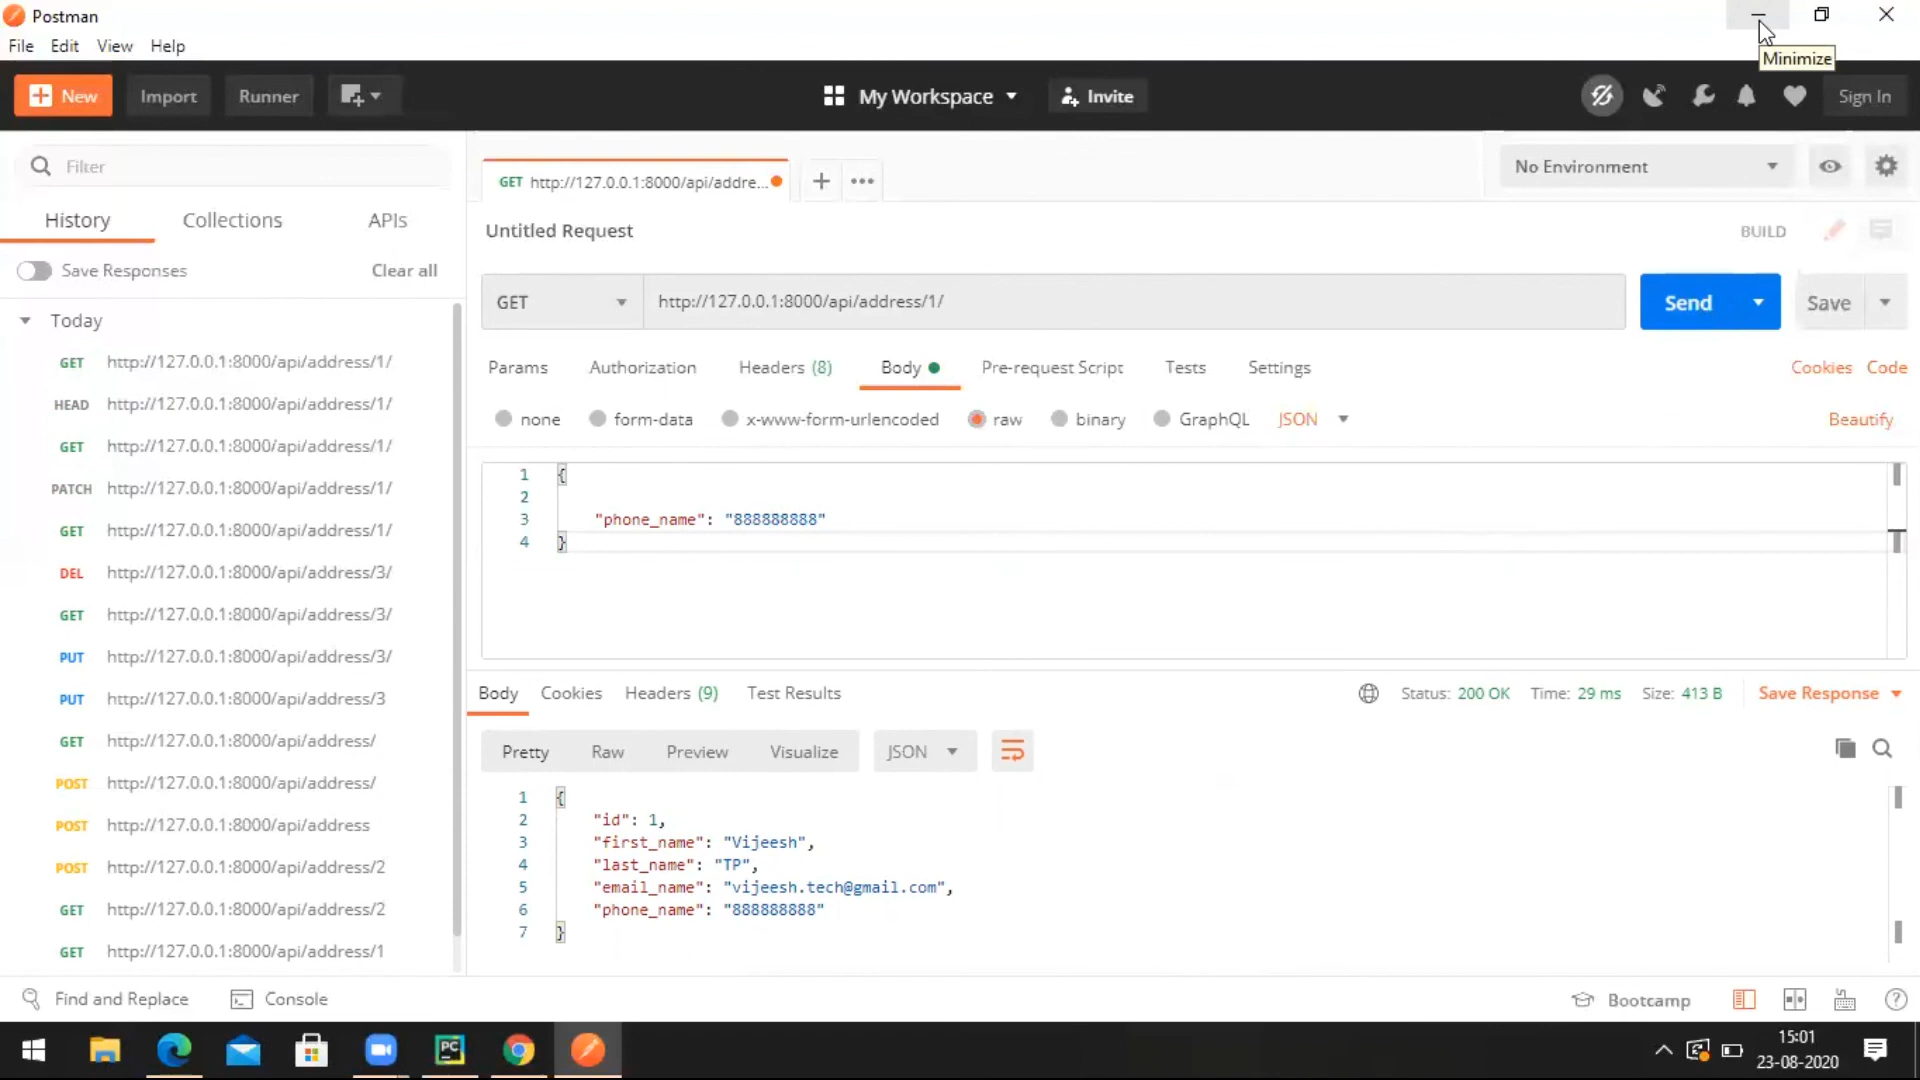 Postman
Minimize
File Edit View Help
New Import Runner My Workspace Invite Sign In
Filter
GET http://127.0.0.1:8000/api/addre... No Environment
History Collections APIs
Untitled Request BUILD
Save Responses Clear all
GET http://127.0.0.1:8000/api/address/1/ Send Save
Today
GET http://127.0.0.1:8000/api/address/1/
HEAD http://127.0.0.1:8000/api/address/1/
GET http://127.0.0.1:8000/api/address/1/
PATCH http://127.0.0.1:8000/api/address/1/
GET http://127.0.0.1:8000/api/address/1/
DEL http://127.0.0.1:8000/api/address/3/
GET http://127.0.0.1:8000/api/address/3/
PUT http://127.0.0.1:8000/api/address/3/
PUT http://127.0.0.1:8000/api/address/3
GET http://127.0.0.1:8000/api/address/
POST http://127.0.0.1:8000/api/address/
POST http://127.0.0.1:8000/api/address
POST http://127.0.0.1:8000/api/address/2
GET http://127.0.0.1:8000/api/address/2
GET http://127.0.0.1:8000/api/address/1
Params Authorization Headers (8) Body Pre-request Script Tests Settings Cookies Code
none form-data x-www-form-urlencoded raw binary GraphQL JSON Beautify
1 {
2
3 "phone_name": "888888888"
4 }
Body Cookies Headers (9) Test Results Status: 200 OK Time: 29 ms Size: 413 B Save Response
Pretty Raw Preview Visualize JSON
1 {
2 "id": 1,
3 "first_name": "Vijeesh",
4 "last_name": "TP",
5 "email_name": "vijeesh.tech@gmail.com",
6 "phone_name": "888888888"
7 }
Find and Replace Console Bootcamp
PC
15:01
23-08-2020